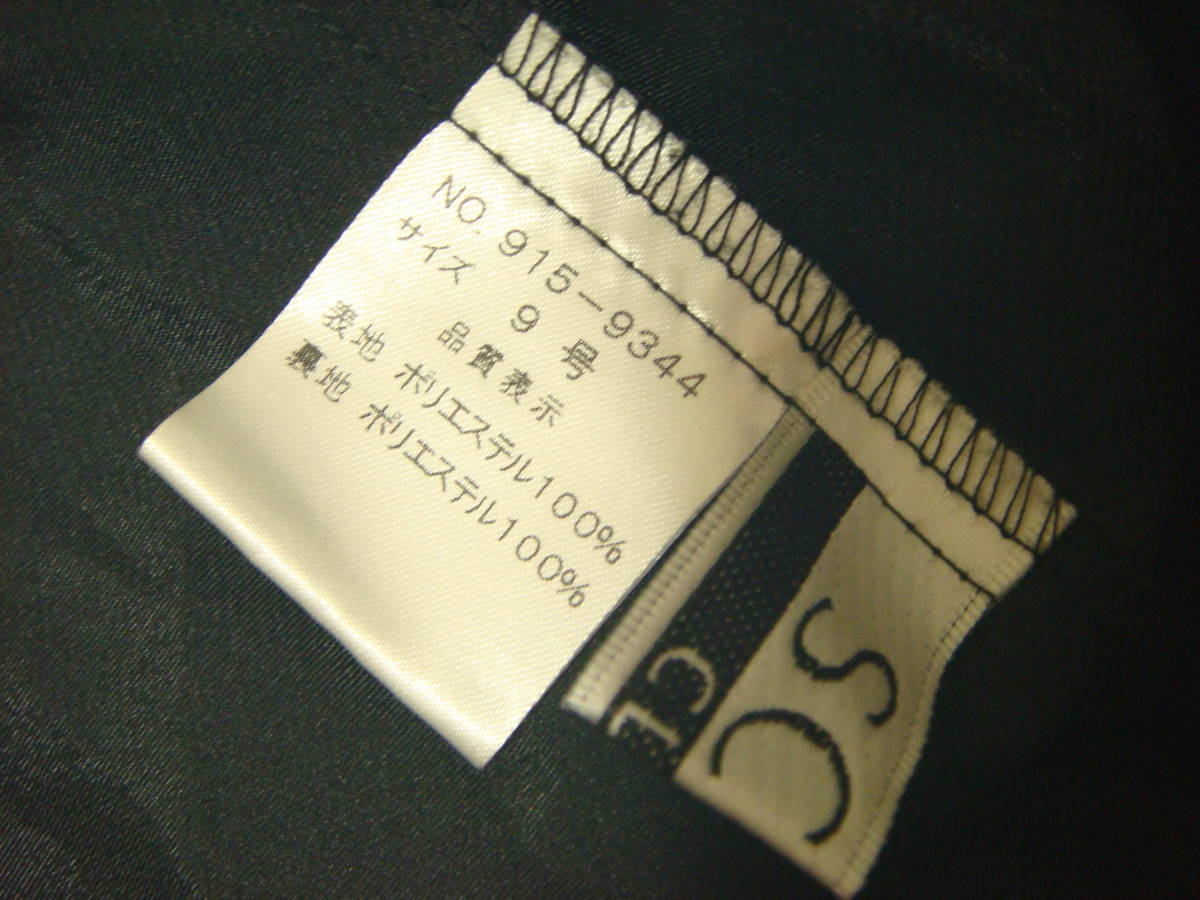 NO. 915-9344
サイズ 9 号
品質表示
表地 ポリエステル100%
裏地 ポリエステル100%